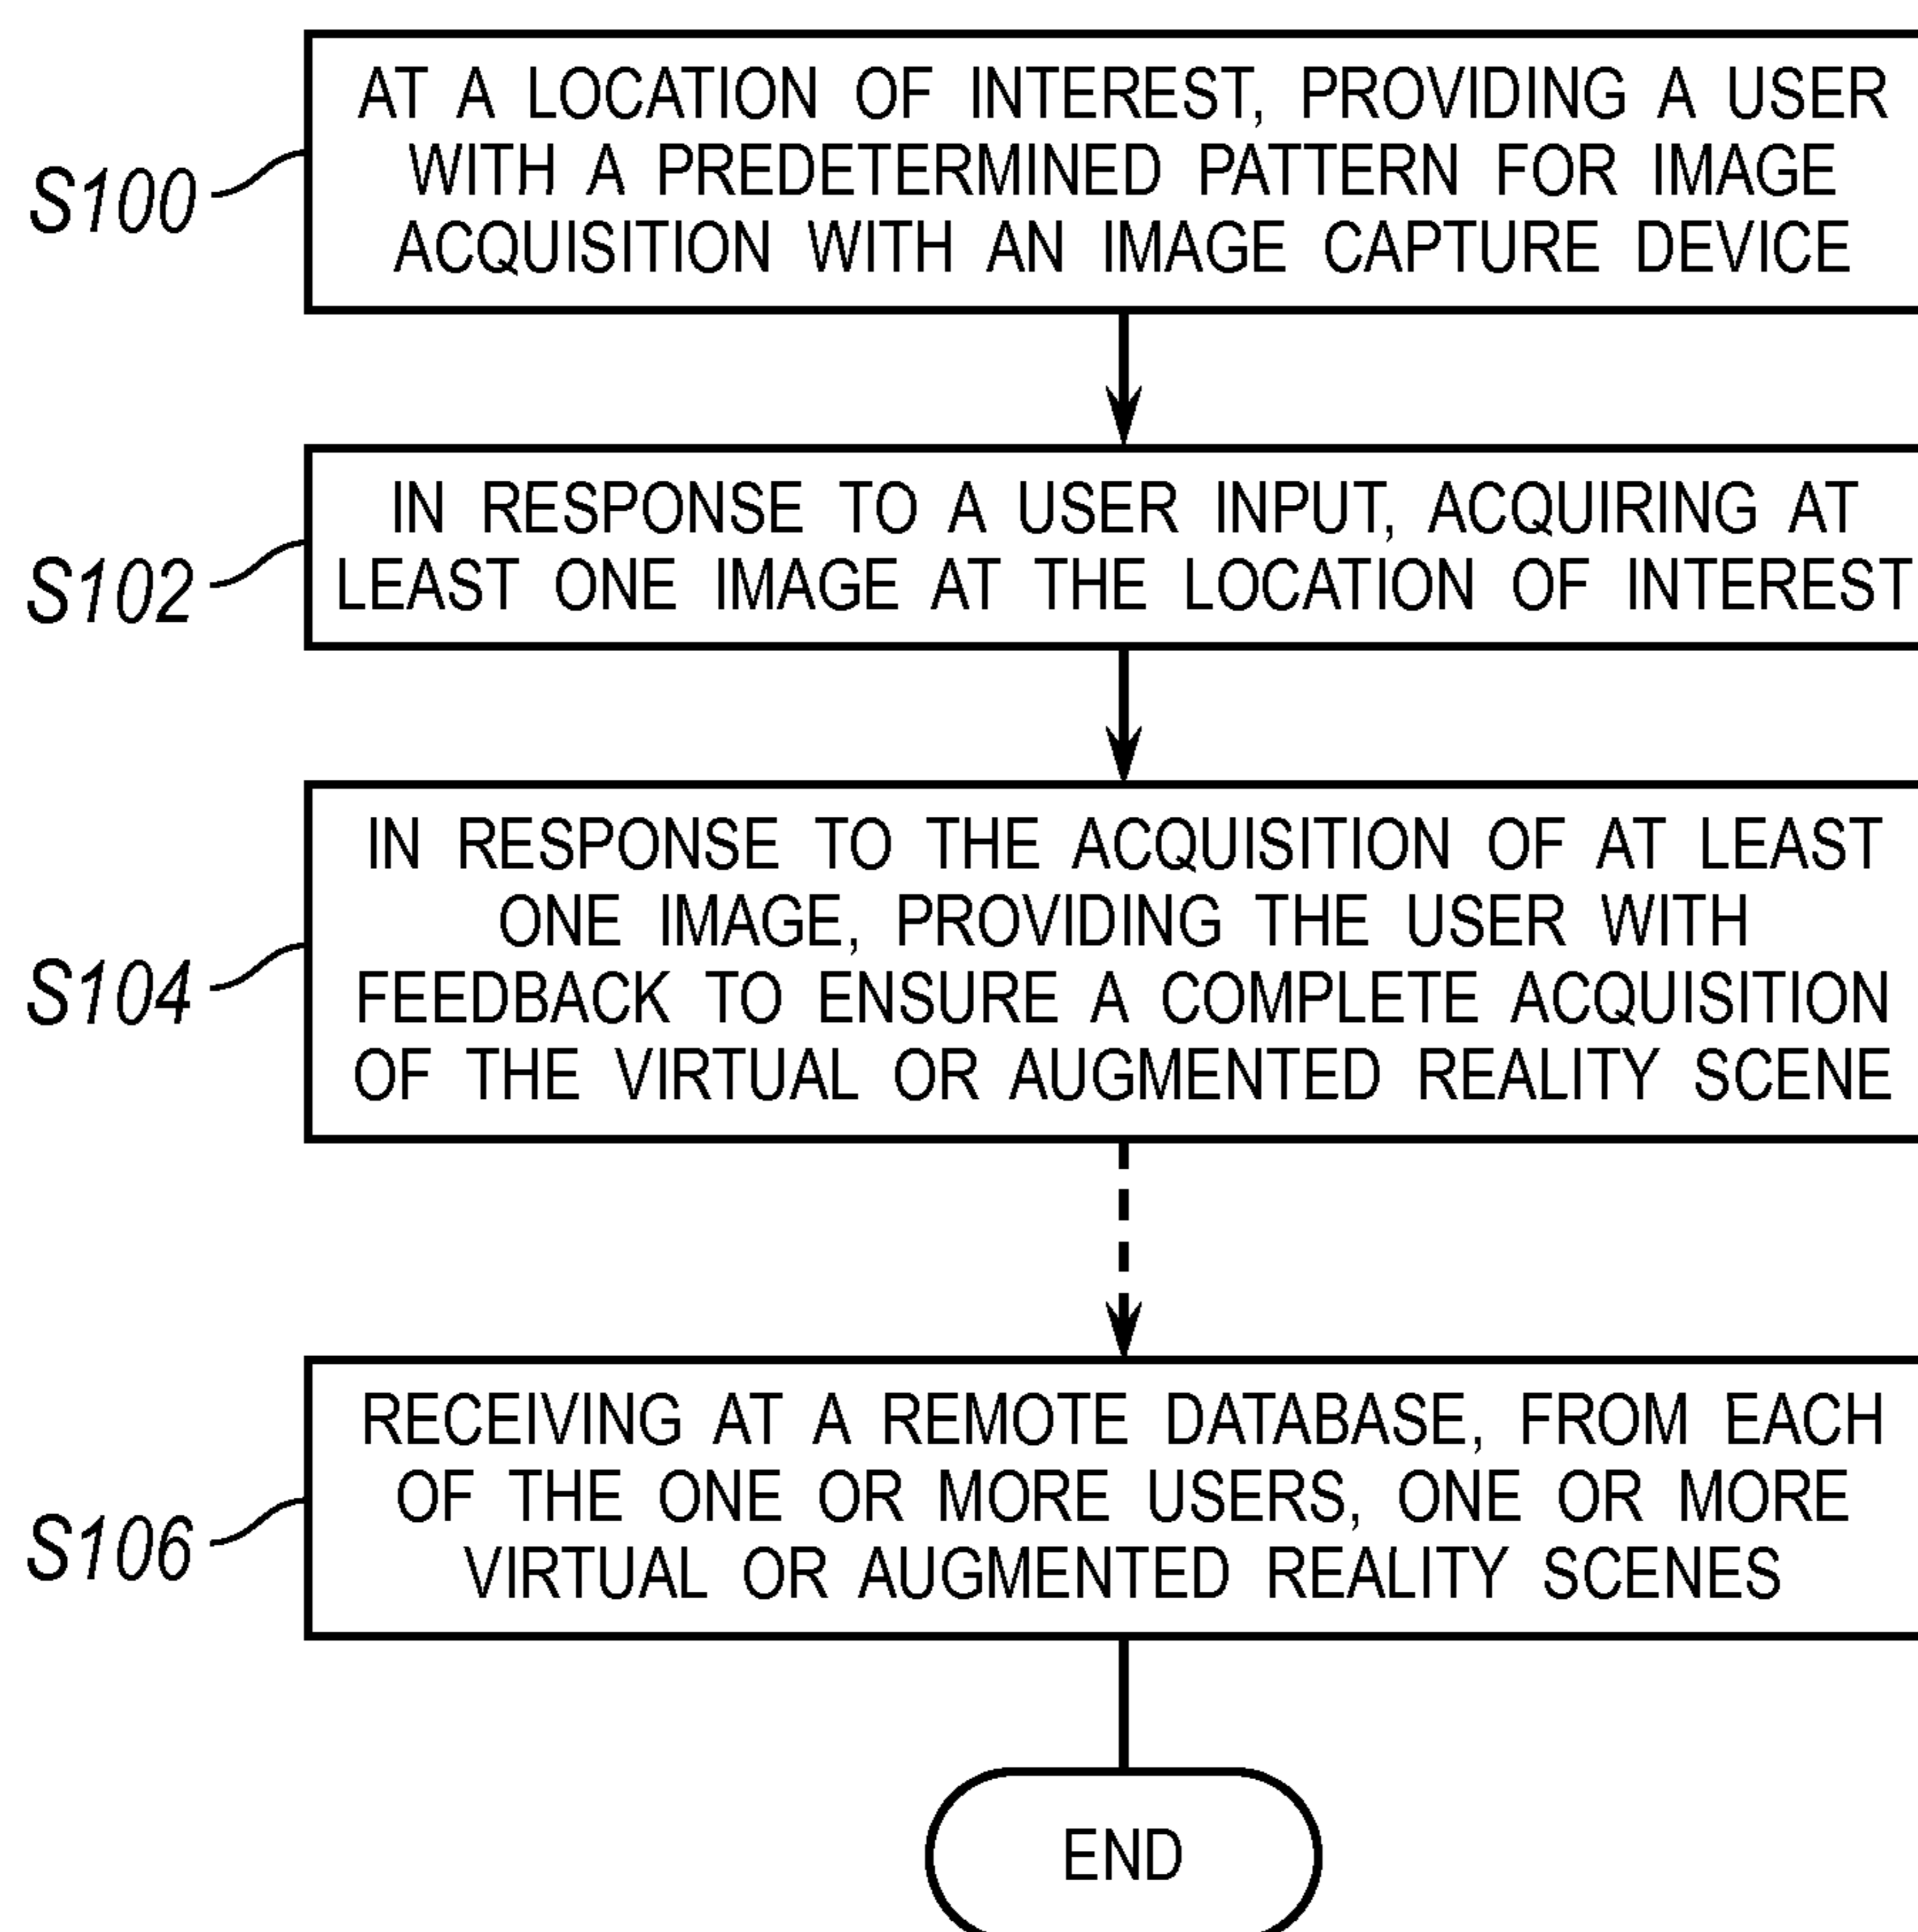 AT A LOCATION OF INTEREST, PROVIDING A USER
WITH A PREDETERMINED PATTERN FOR IMAGE
ACQUISITION WITH AN IMAGE CAPTURE DEVICE
S100
IN RESPONSE TO A USER INPUT, ACQUIRING AT
LEAST ONE IMAGE AT THE LOCATION OF INTEREST
S102
IN RESPONSE TO THE ACQUISITION OF AT LEAST
ONE IMAGE, PROVIDING THE USER WITH
FEEDBACK TO ENSURE A COMPLETE ACQUISITION
OF THE VIRTUAL OR AUGMENTED REALITY SCENE
S104
RECEIVING AT A REMOTE DATABASE, FROM EACH
OF THE ONE OR MORE USERS, ONE OR MORE
VIRTUAL OR AUGMENTED REALITY SCENES
S106
END